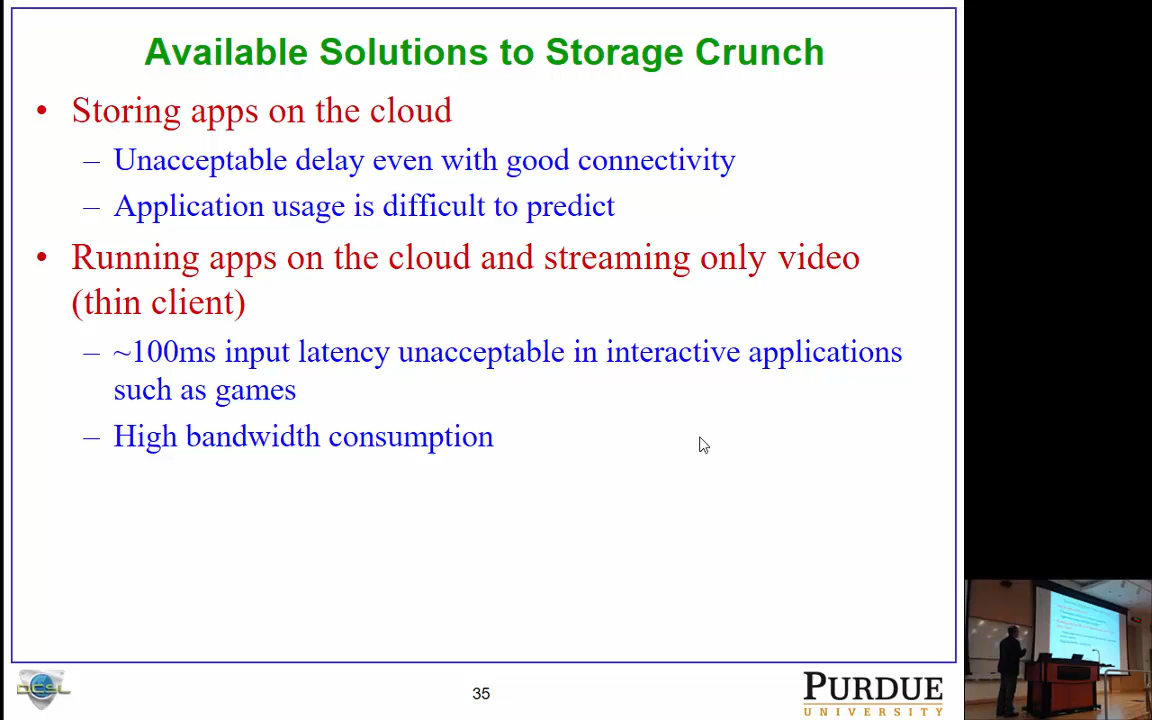 Available Solutions to Storage Crunch
• Storing apps on the cloud
– Unacceptable delay even with good connectivity
– Application usage is difficult to predict
• Running apps on the cloud and streaming only video
(thin client)
– ~100ms input latency unacceptable in interactive applications
such as games
– High bandwidth consumption
DCSL
35
PURDUE
UNIVERSITY